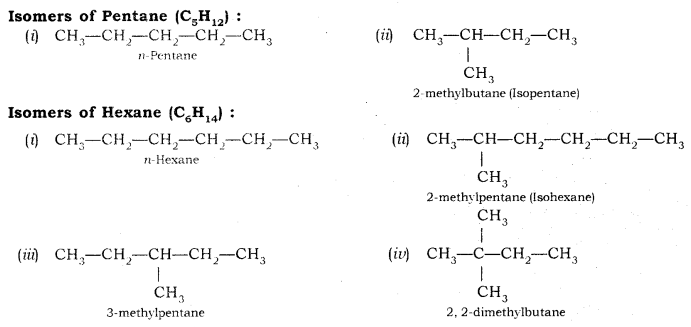 Isomers of Pentane (C₅H₁₂) :
(i) CH₃—CH₂—CH₂—CH₂—CH₃
n-Pentane
(ii) CH₃—CH—CH₂—CH₃
CH₃
2-methylbutane (Isopentane)
Isomers of Hexane (C₆H₁₄) :
(i) CH₃—CH₂—CH₂—CH₂—CH₂—CH₃
n-Hexane
(ii) CH₃—CH—CH₂—CH₂—CH₂—CH₃
CH₃
2-methylpentane (Isohexane)
(iii) CH₃—CH₂—CH—CH₂—CH₃
CH₃
3-methylpentane
CH₃
(iv) CH₃—C—CH₂—CH₃
CH₃
2, 2-dimethylbutane